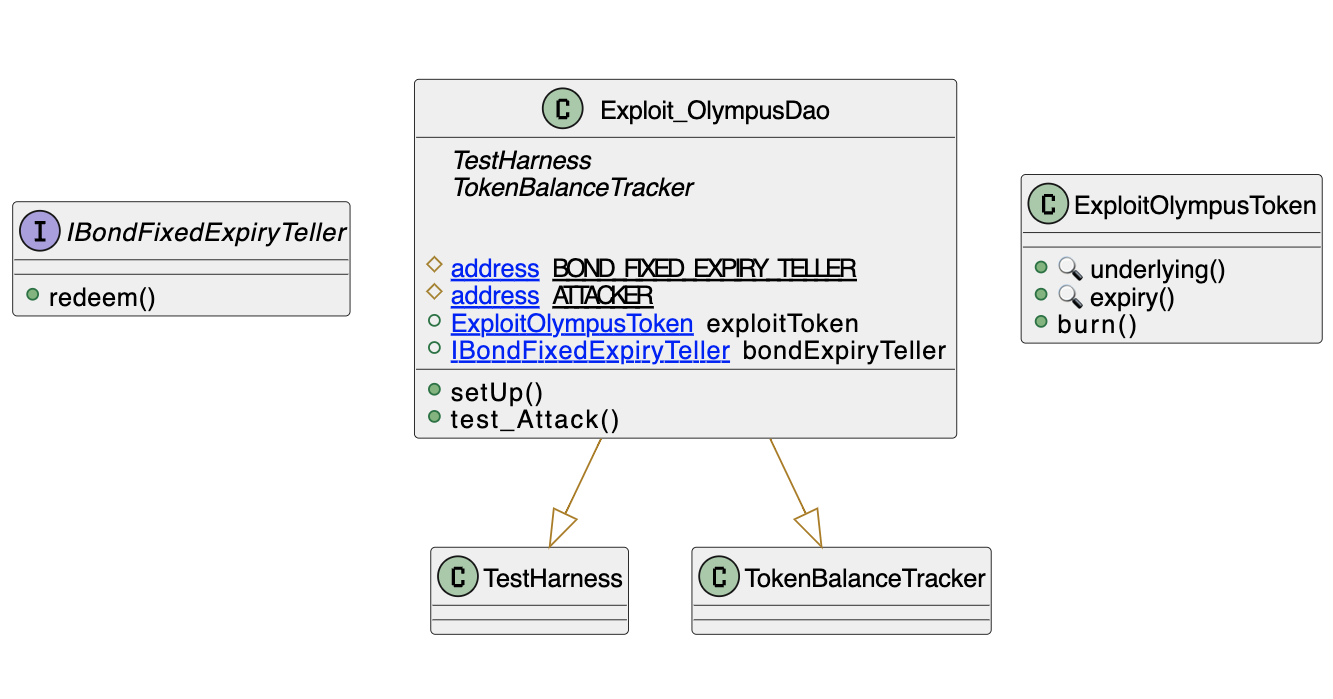 I IBondFixedExpiryTeller
redeem()
C Exploit_OlympusDao
TestHarness
TokenBalanceTracker
address BOND_FIXED_EXPIRY_TELLER
address ATTACKER
ExploitOlympusToken exploitToken
IBondFixedExpiryTeller bondExpiryTeller
setUp()
test_Attack()
C ExploitOlympusToken
underlying()
expiry()
burn()
C TestHarness
C TokenBalanceTracker